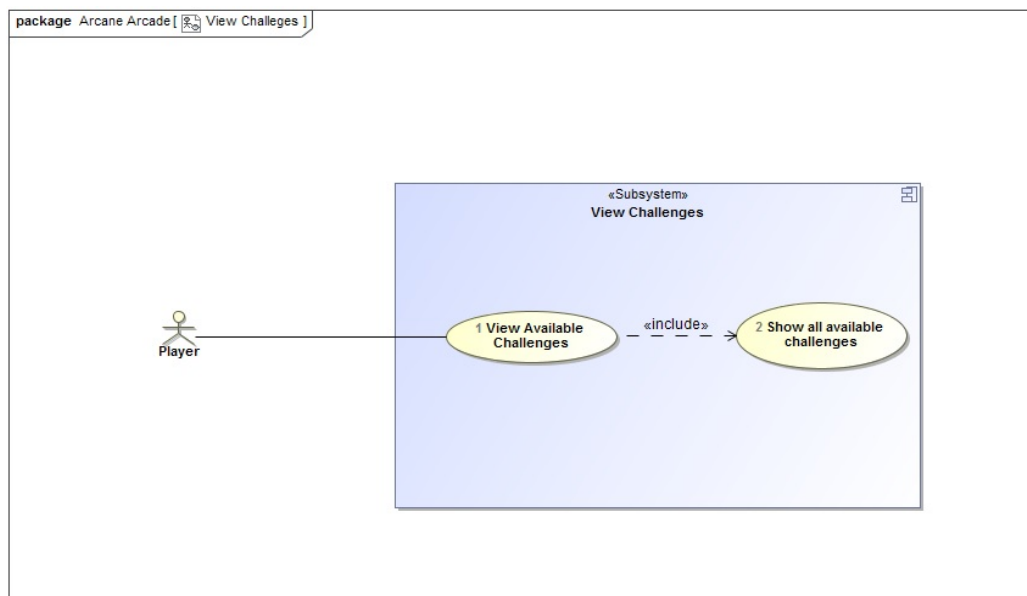 package Arcane Arcade [ View Challeges ]
«Subsystem»
View Challenges
Player
1 View Available
Challenges
«include»
2 Show all available
challenges